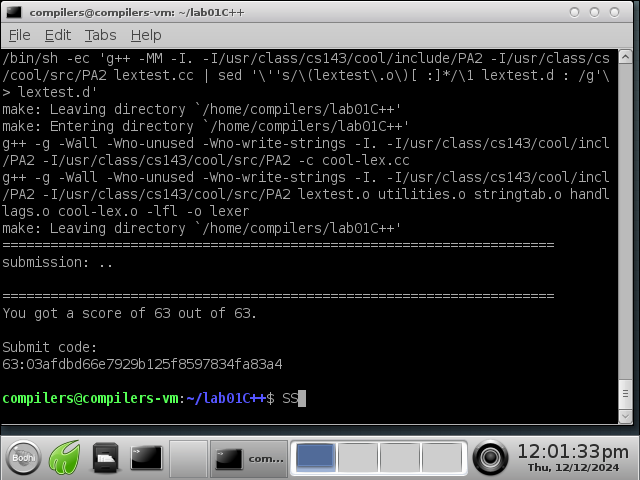 compilers@compilers-vm: ~/lab01C++
File Edit Tabs Help
/bin/sh -ec 'g++ -MM -I. -I/usr/class/cs143/cool/include/PA2 -I/usr/class/cs
/cool/src/PA2 lextest.cc | sed '\''s/\(lextest\.o\)[ :]*/\1 lextest.d : /g'\
> lextest.d'
make: Leaving directory `/home/compilers/lab01C++'
make: Entering directory `/home/compilers/lab01C++'
g++ -g -Wall -Wno-unused -Wno-write-strings -I. -I/usr/class/cs143/cool/incl
/PA2 -I/usr/class/cs143/cool/src/PA2 -c cool-lex.cc
g++ -g -Wall -Wno-unused -Wno-write-strings -I. -I/usr/class/cs143/cool/incl
/PA2 -I/usr/class/cs143/cool/src/PA2 lextest.o utilities.o stringtab.o handl
lags.o cool-lex.o -lfl -o lexer
make: Leaving directory `/home/compilers/lab01C++'
=====================================================================
submission: ..
=====================================================================
You got a score of 63 out of 63.
Submit code:
63:03afdbd66e7929b125f8597834fa83a4
compilers@compilers-vm:~/lab01C++$ SS
Bodhi
com...
12:01:33pm
Thu, 12/12/2024